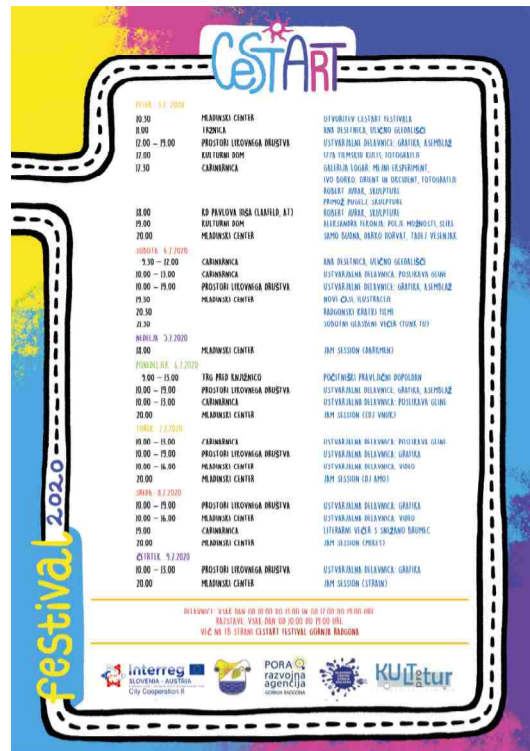 CeSTART
PETEK 3.7.2020
10.30 MLADINSKI CENTER OTVORITEV CESTART FESTIVALA
11.00 TRŽNICA ANA DESETNICA, ULIČNO GLEDALIŠČE
12.00 – 19.00 PROSTORI LIKOVNEGA DRUŠTVA USTVARJALNE DELAVNICE: GRAFIKA, ASEMBLAŽ
17.00 KULTURNI DOM IZZA FILMSKIH KULIS, FOTOGRAFIJE
17.30 CARINARNICA GALERIJA LOGAR: MEJNI EKSPERIMENT,
IVO BORKO: ORIENT IN OKCIDENT, FOTOGRAFIJA
ROBERT JURAK, SKULPTURE
PRIMOŽ PUGELJ, SKULPTURE
18.00 KD PAVLOVA HIŠA (LAAFELD, AT) ROBERT JURAK, SKULPTURE
19.00 KULTURNI DOM ALEKSANDRA FEKONJA: POLJE MOŽNOSTI, SLIKE
20.00 MLADINSKI CENTER SAMO BUDNA, DARKO HORVAT, TADEJ VESENJAK
SOBOTA 4.7.2020
9.30 – 12.00 CARINARNICA ANA DESETNICA, ULIČNO GLEDALIŠČE
10.00 – 13.00 CARINARNICA USTVARJALNA DELAVNICA, POSLIKAVA GLINE
10.00 – 19.00 PROSTORI LIKOVNEGA DRUŠTVA USTVARJALNE DELAVNICE: GRAFIKA, ASEMBLAŽ
19.30 MLADINSKI CENTER NOVI ČASI, ILUSTRACIJA
20.30 RADGONSKI KRATKI FILMI
21.30 SOBOTNI GLASBENI VEČER (FUNK FU)
NEDELJA 5.7.2020
18.00 MLADINSKI CENTER JAM SESSION (DARKMEN)
PONEDELJEK 6.7.2020
9.00 – 13.00 TRG PRED KNJIŽNICO POČITNIŠKI PRAVLJIČNI DOPOLDAN
10.00 – 19.00 PROSTORI LIKOVNEGA DRUŠTVA USTVARJALNE DELAVNICE: GRAFIKA, ASEMBLAŽ
10.00 – 13.00 CARINARNICA USTVARJALNA DELAVNICA: POSLIKAVA GLINE
20.00 MLADINSKI CENTER JAM SESSION (DJ VNUK)
TOREK 7.7.2020
10.00 – 13.00 CARINARNICA USTVARJALNA DELAVNICA: POSLIKAVA GLINE
10.00 – 19.00 PROSTORI LIKOVNEGA DRUŠTVA USTVARJALNA DELAVNICA: GRAFIKA
10.00 – 16.00 MLADINSKI CENTER USTVARJALNA DELAVNICA, VIDEO
20.00 MLADINSKI CENTER JAM SESSION (DJ AMO)
SREDA 8.7.2020
10.00 – 19.00 PROSTORI LIKOVNEGA DRUŠTVA USTVARJALNA DELAVNICA: GRAFIKA
10.00 – 16.00 MLADINSKI CENTER USTVARJALNA DELAVNICA, VIDEO
19.00 CARINARNICA LITERARNI VEČER S SNEŽANO BRUMEC
20.00 MLADINSKI CENTER JAM SESSION
ČETRTEK 9.7.2020
10.00 – 13.00 PROSTORI LIKOVNEGA DRUŠTVA USTVARJALNA DELAVNICA: GRAFIKA
20.00 MLADINSKI CENTER JAM SESSION (STRAIN)
DELAVNICE: VSAK DAN OD 10.00 DO 13.00 IN OD 17.00 DO 19.00 URE
RAZSTAVE: VSAK DAN OD 10.00 DO 19.00 URE.
VEČ NA FB STRANI CESTART FESTIVAL GORNJA RADGONA
festival 2020
Interreg
SLOVENIA - AUSTRIA
City Cooperation II
PORA
razvojna
agencija
GORNJA RADGONA
KULTpro
tur